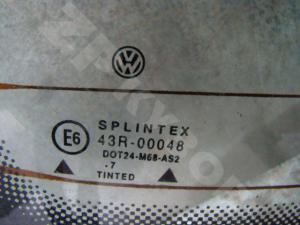 SPLINTEX
E6 43R-00048
DOT24-M68-AS2
.7
TINTED